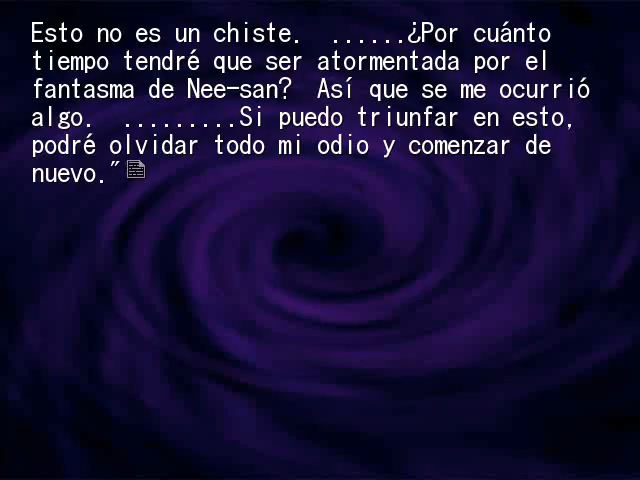 Esto no es un chiste.  ......¿Por cuánto
tiempo tendré que ser atormentada por el
fantasma de Nee-san?  Así que se me ocurrió
algo.  .........Si puedo triunfar en esto,
podré olvidar todo mi odio y comenzar de
nuevo."